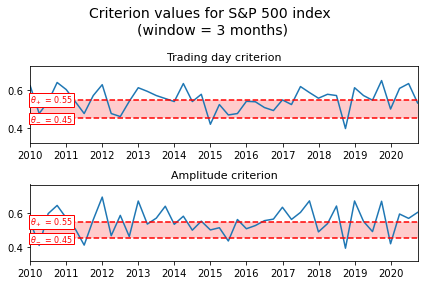 Criterion values for S&P 500 index
(window = 3 months)
Trading day criterion
0.6
θ₊ = 0.55
θ₋ = 0.45
0.4
2010 2011 2012 2013 2014 2015 2016 2017 2018 2019 2020
Amplitude criterion
0.6
θ₊ = 0.55
θ₋ = 0.45
0.4
2010 2011 2012 2013 2014 2015 2016 2017 2018 2019 2020